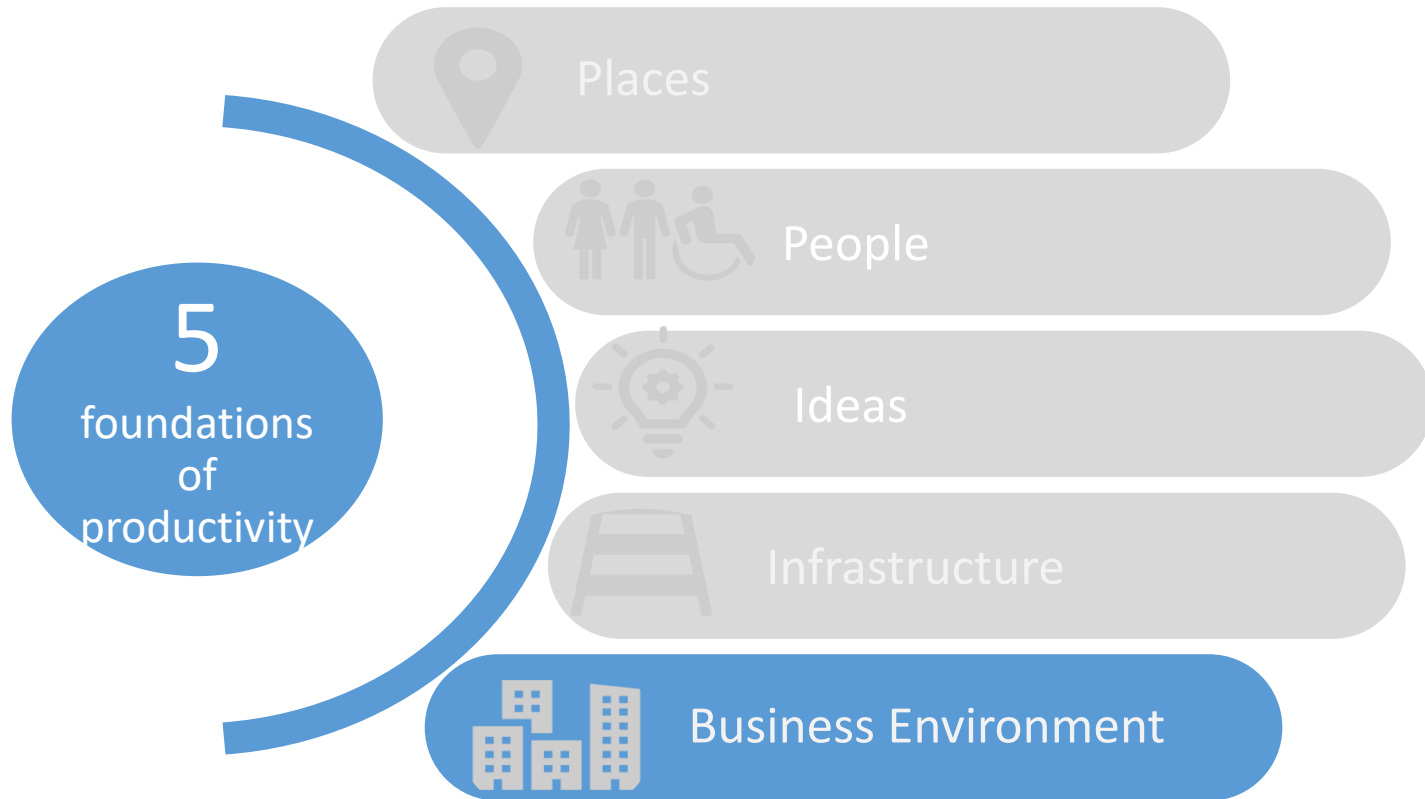 5
foundations
of
productivity
Places
People
Ideas
Infrastructure
Business Environment